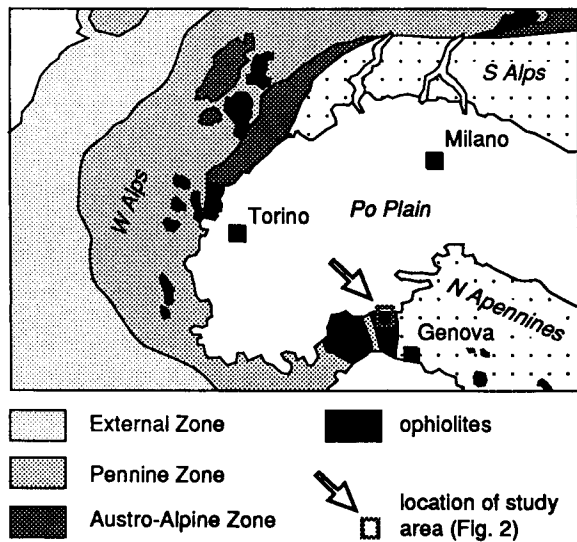 S Alps
Milano
W Alps
Torino
Po Plain
N Apennines
Genova
External Zone
ophiolites
Pennine Zone
location of study
area (Fig. 2)
Austro-Alpine Zone